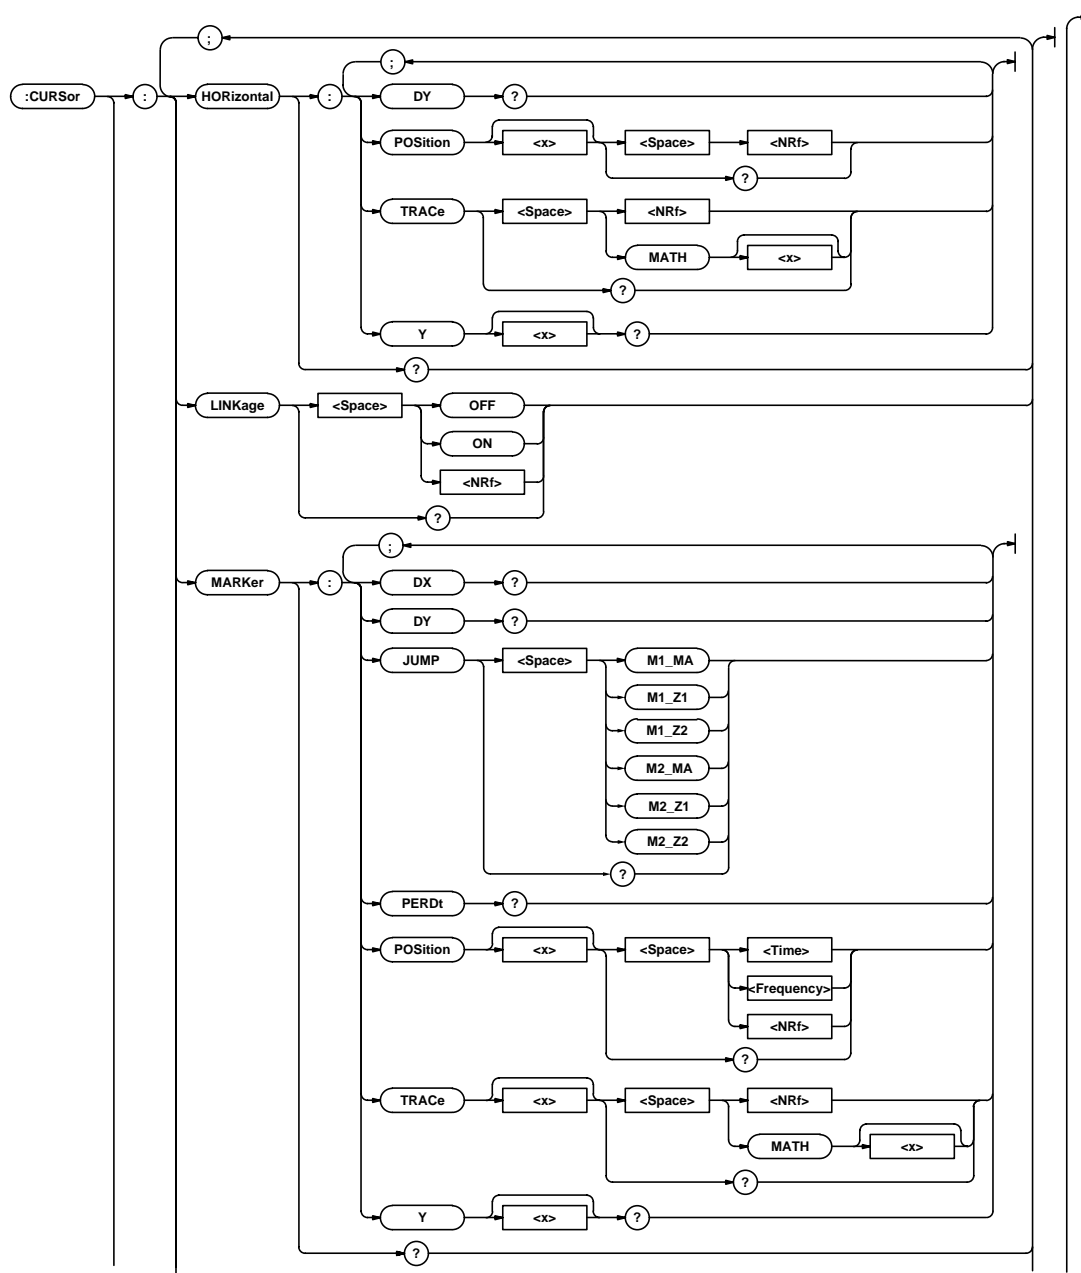 ;
;
:CURSor : HORizontal : DY ?
POSition <x> <Space> <NRf>
?
TRACe <Space> <NRf>
MATH <x>
?
Y <x> ?
?
LINKage <Space> OFF
ON
<NRf>
?
;
MARKer : DX ?
DY ?
JUMP <Space> M1_MA
M1_Z1
M1_Z2
M2_MA
M2_Z1
M2_Z2
?
PERDt ?
POSition <x> <Space> <Time>
<Frequency>
<NRf>
?
TRACe <x> <Space> <NRf>
MATH <x>
?
Y <x> ?
?